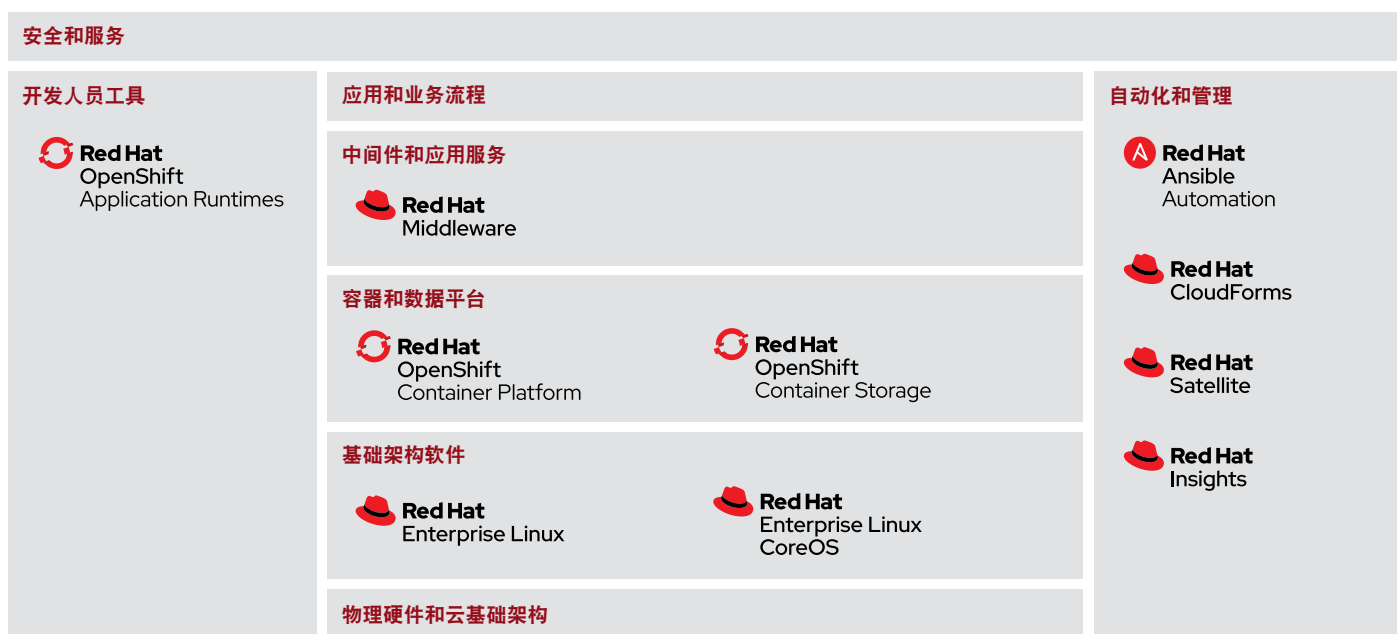 安全和服务
开发人员工具
Red Hat
OpenShift
Application Runtimes
应用和业务流程
中间件和应用服务
Red Hat
Middleware
容器和数据平台
Red Hat
OpenShift
Container Platform
Red Hat
OpenShift
Container Storage
基础架构软件
Red Hat
Enterprise Linux
Red Hat
Enterprise Linux
CoreOS
物理硬件和云基础架构
自动化和管理
Red Hat
Ansible
Automation
Red Hat
CloudForms
Red Hat
Satellite
Red Hat
Insights